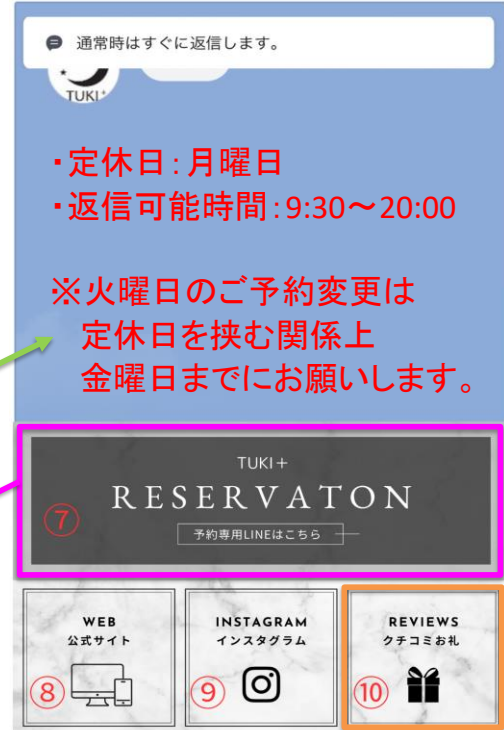 通常時はすぐに返信します。
TUKI+
・定休日：月曜日
・返信可能時間：9:30～20:00
※火曜日のご予約変更は
定休日を挟む関係上
金曜日までにお願いします。
TUKI+
RESERVATON
⑦
予約専用LINEはこちら
WEB
公式サイト
⑧
INSTAGRAM
インスタグラム
⑨
REVIEWS
クチコミお礼
⑩